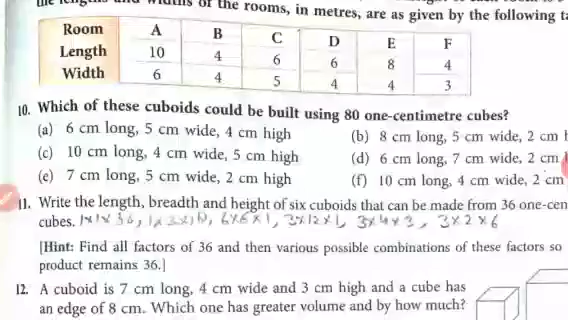 the lengths and widths of the rooms, in metres, are as given by the following
Room A B C D E F
Length 10 4 6 6 8 4
Width 6 4 5 4 4 3
10. Which of these cuboids could be built using 80 one-centimetre cubes?
(a) 6 cm long, 5 cm wide, 4 cm high (b) 8 cm long, 5 cm wide, 2 cm
(c) 10 cm long, 4 cm wide, 5 cm high (d) 6 cm long, 7 cm wide, 2 cm
(e) 7 cm long, 5 cm wide, 2 cm high (f) 10 cm long, 4 cm wide, 2 cm
11. Write the length, breadth and height of six cuboids that can be made from 36 one-cen
cubes. 1×1×36, 6×6×1, 3×12×1, 3×4×3, 3×2×6
[Hint: Find all factors of 36 and then various possible combinations of these factors so
product remains 36.]
12. A cuboid is 7 cm long, 4 cm wide and 3 cm high and a cube has
an edge of 8 cm. Which one has greater volume and by how much?